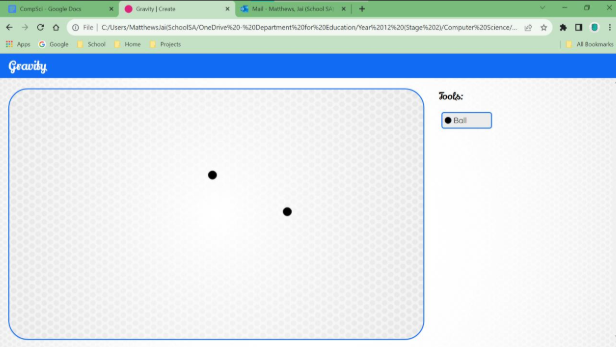 CompSci - Google Docs
Gravity | Create
Mail - Matthews, Jai (School SA)
File | C:/Users/MatthewsJai(SchoolSA/OneDrive%20-%20Department%20for%20Education/Year%2012%20(Stage%202)/Computer%20Science/...
Apps Google School Home Projects All Bookmarks
Gravity
Tools:
Ball